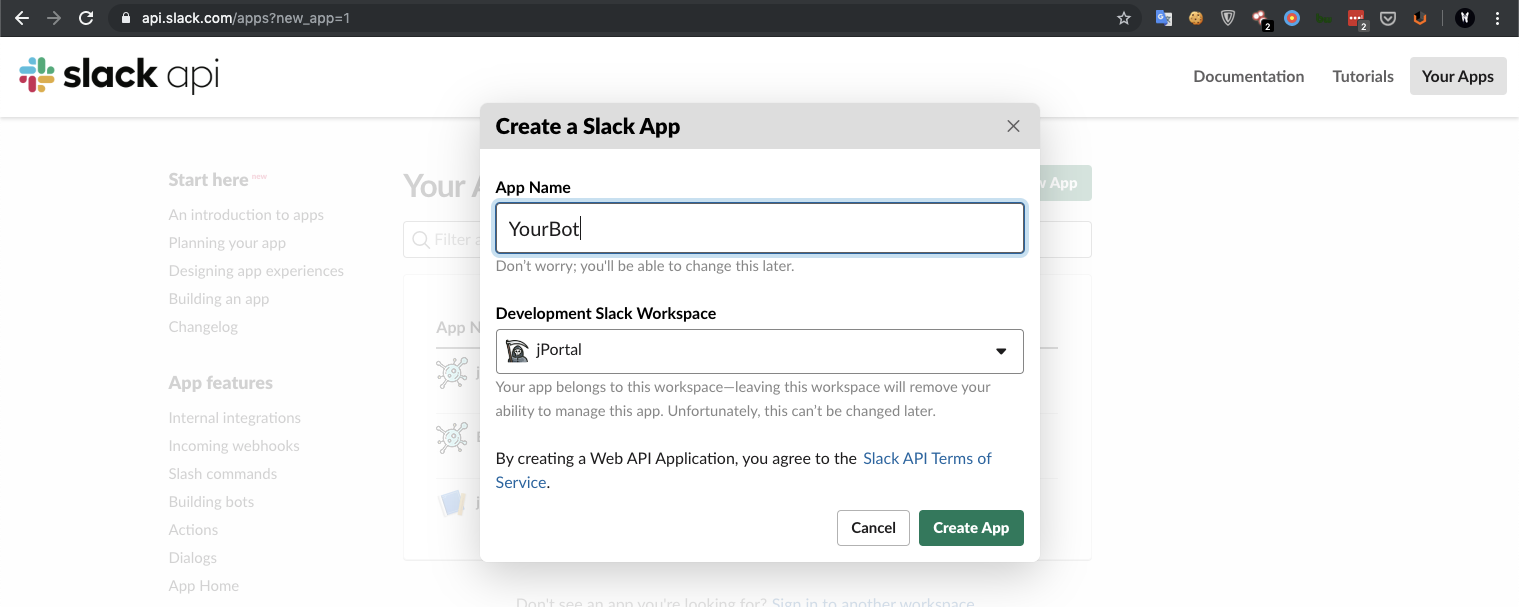 api.slack.com/apps?new_app=1
2
2
slack api
Documentation
Tutorials
Your Apps
Create a Slack App
Start here new
Your A
w App
An introduction to apps
Planning your app
Designing app experiences
Building an app
Changelog
Filter a
App Name
YourBot
Don't worry; you'll be able to change this later.
Development Slack Workspace
App N
jPortal
Your app belongs to this workspace—leaving this workspace will remove your
ability to manage this app. Unfortunately, this can't be changed later.
App features
Internal integrations
Incoming webhooks
Slash commands
Building bots
Actions
Dialogs
App Home
By creating a Web API Application, you agree to the Slack API Terms of
Service.
Cancel
Create App
Don't see an app you're looking for? Sign in to another workspace